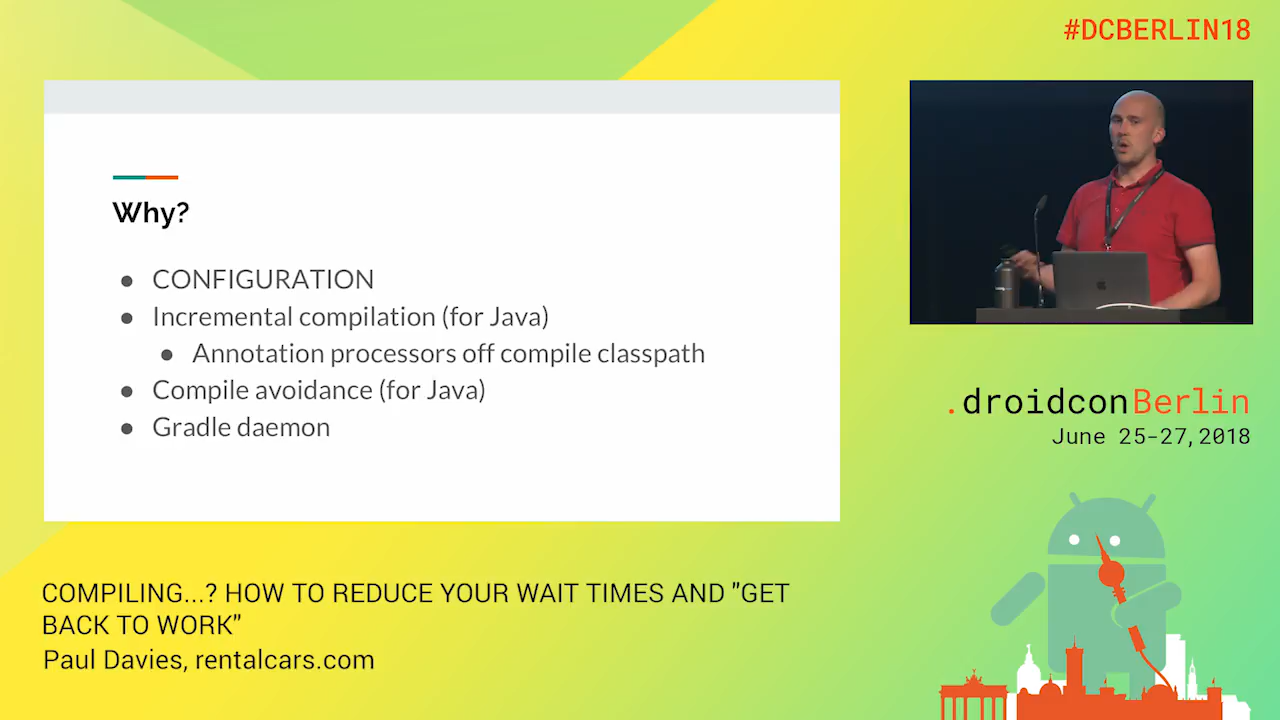 #DCBERLIN18
Why?
● CONFIGURATION
● Incremental compilation (for Java)
● Annotation processors off compile classpath
● Compile avoidance (for Java)
● Gradle daemon
.droidconBerlin
June 25-27,2018
COMPILING...? HOW TO REDUCE YOUR WAIT TIMES AND "GET
BACK TO WORK"
Paul Davies, rentalcars.com